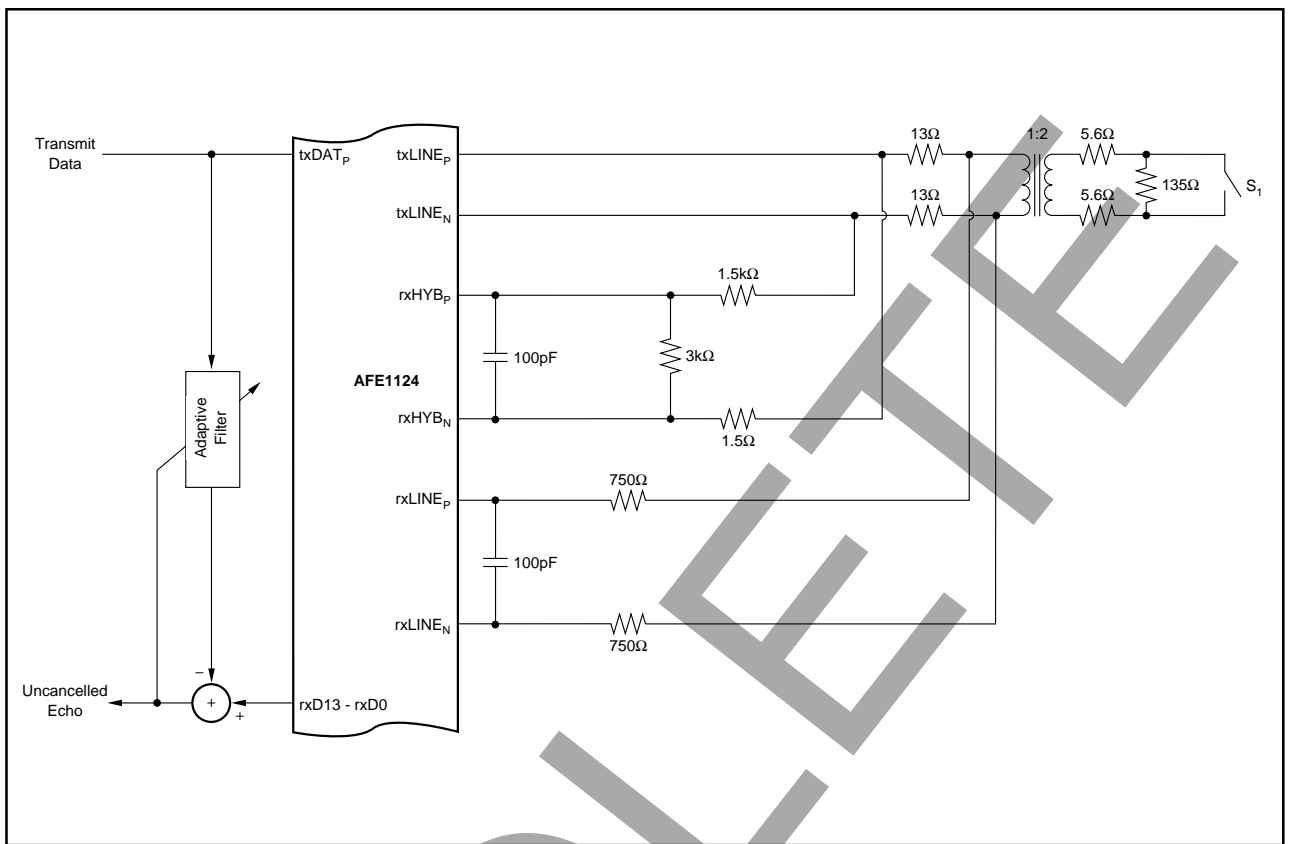 Transmit
Data
txDATP
txLINEP
txLINEN
13Ω
13Ω
1:2
5.6Ω
5.6Ω
135Ω
S1
rxHYBP
1.5kΩ
100pF
3kΩ
AFE1124
rxHYBN
1.5Ω
Adaptive
Filter
rxLINEP
750Ω
100pF
rxLINEN
750Ω
Uncancelled
Echo
−
+
+
rxD13 - rxD0
LETE